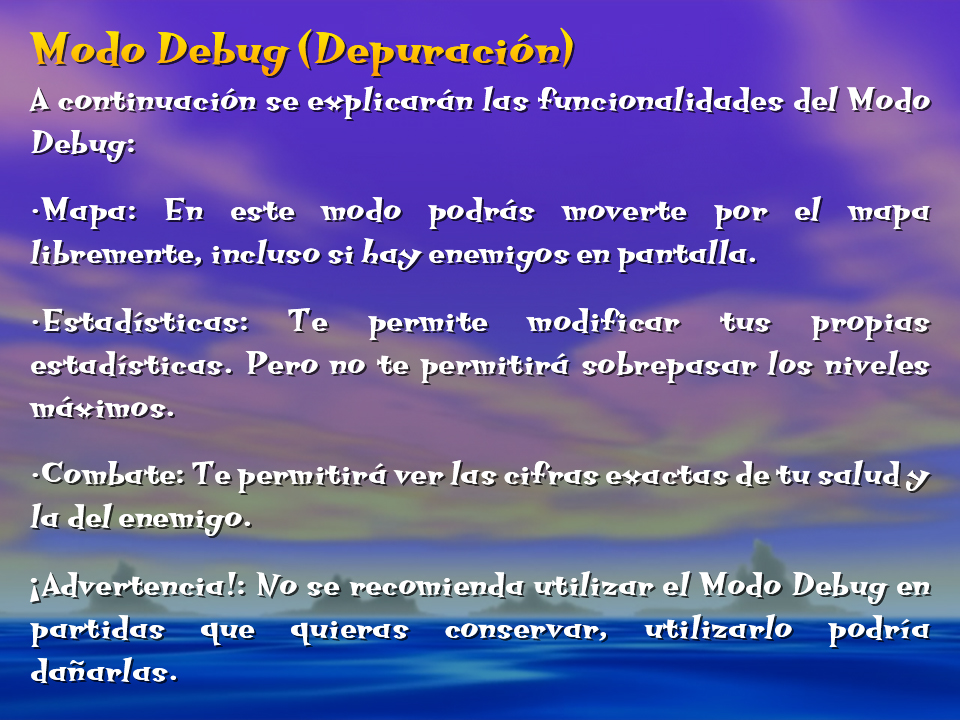 Modo Debug (Depuración)
A continuación se explicarán las funcionalidades del Modo
Debug:
·Mapa: En este modo podrás moverte por el mapa
libremente, incluso si hay enemigos en pantalla.
·Estadísticas: Te permite modificar tus propias
estadísticas. Pero no te permitirá sobrepasar los niveles
máximos.
·Combate: Te permitirá ver las cifras exactas de tu salud y
la del enemigo.
¡Advertencia!: No se recomienda utilizar el Modo Debug en
partidas que quieras conservar, utilizarlo podría
dañarlas.